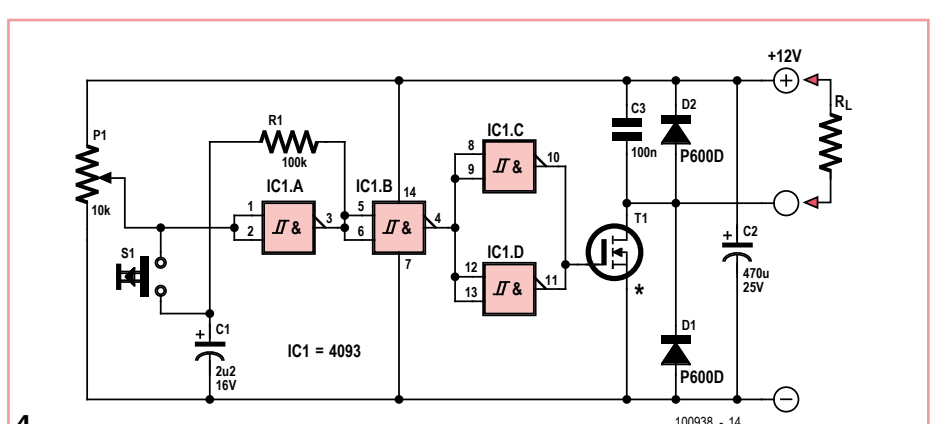 +12V
P1
10k
S1
R1
100k
C1
+
2u2
16V
IC1.A
1
2
3
&
IC1.B
5
6
4
14
7
&
IC1 = 4093
IC1.C
8
9
10
&
IC1.D
12
13
11
&
T1
*
C3
100n
D2
P600D
D1
P600D
+
C2
470u
25V
+
RL
−
100938 - 14